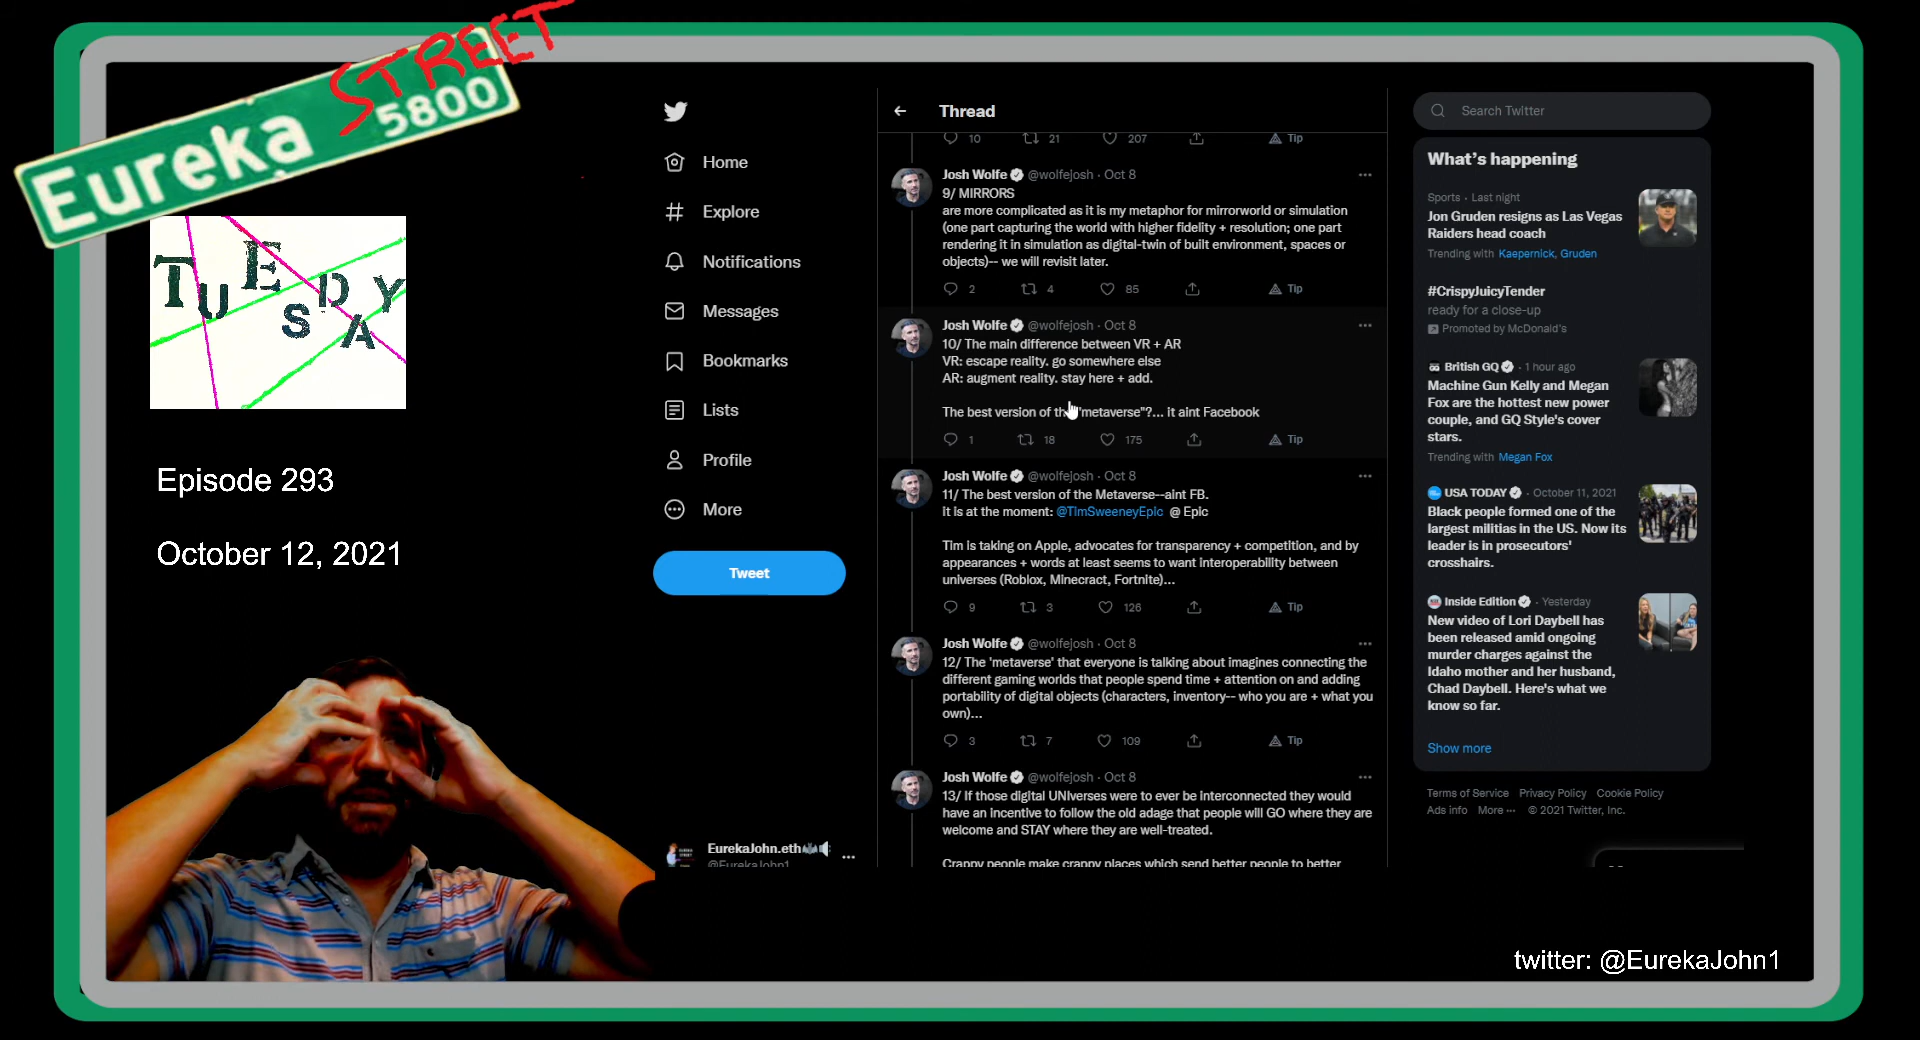 Eureka
STREET
5800
TUESDAY
Episode 293
October 12, 2021
Home
Explore
Notifications
Messages
Bookmarks
Lists
Profile
More
Tweet
EurekaJohn.eth
@EurekaJohn1
Thread
10 21 207 Tip
Josh Wolfe @wolfejosh · Oct 8
9/ MIRRORS
are more complicated as it is my metaphor for mirrorworld or simulation
(one part capturing the world with higher fidelity + resolution; one part
rendering it in simulation as digital-twin of built environment, spaces or
objects)-- we will revisit later.
2 4 85 Tip
Josh Wolfe @wolfejosh · Oct 8
10/ The main difference between VR + AR
VR: escape reality. go somewhere else
AR: augment reality. stay here + add.
The best version of the "metaverse"?... it aint Facebook
1 18 175 Tip
Josh Wolfe @wolfejosh · Oct 8
11/ The best version of the Metaverse--aint FB.
It is at the moment: @TimSweeneyEpic @ Epic
Tim is taking on Apple, advocates for transparency + competition, and by
appearances + words at least seems to want interoperability between
universes (Roblox, Minecraft, Fortnite)...
9 3 126 Tip
Josh Wolfe @wolfejosh · Oct 8
12/ The 'metaverse' that everyone is talking about imagines connecting the
different gaming worlds that people spend time + attention on and adding
portability of digital objects (characters, inventory-- who you are + what you
own)...
3 7 109 Tip
Josh Wolfe @wolfejosh · Oct 8
13/ If those digital UNIverses were to ever be interconnected they would
have an incentive to follow the old adage that people will GO where they are
welcome and STAY where they are well-treated.
Crappy people make crappy places which send better people to better
Search Twitter
What's happening
Sports · Last night
Jon Gruden resigns as Las Vegas
Raiders head coach
Trending with Kaepernick, Gruden
#CrispyJuicyTender
ready for a close-up
Promoted by McDonald's
British GQ · 1 hour ago
Machine Gun Kelly and Megan
Fox are the hottest new power
couple, and GQ Style's cover
stars.
Trending with Megan Fox
USA TODAY · October 11, 2021
Black people formed one of the
largest militias in the US. Now its
leader is in prosecutors'
crosshairs.
Inside Edition · Yesterday
New video of Lori Daybell has
been released amid ongoing
murder charges against the
Idaho mother and her husband,
Chad Daybell. Here's what we
know so far.
Show more
Terms of Service Privacy Policy Cookie Policy
Ads info More ··· © 2021 Twitter, Inc.
twitter: @EurekaJohn1